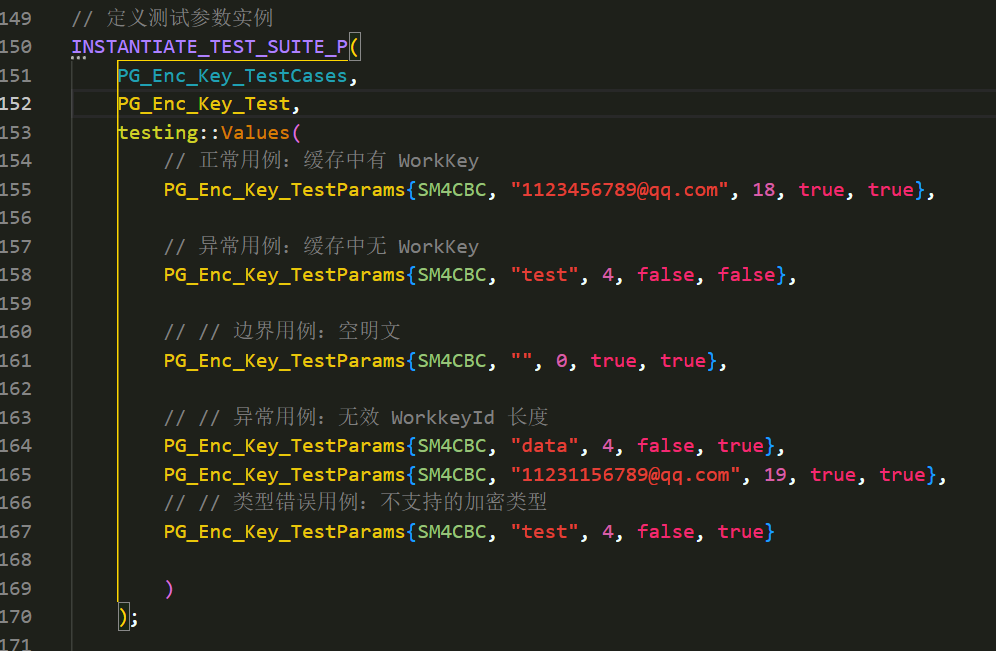 149 // 定义测试参数实例
150 INSTANTIATE_TEST_SUITE_P(
151 PG_Enc_Key_TestCases,
152 PG_Enc_Key_Test,
153 testing::Values(
154 // 正常用例：缓存中有 WorkKey
155 PG_Enc_Key_TestParams{SM4CBC, "1123456789@qq.com", 18, true, true},
156
157 // 异常用例：缓存中无 WorkKey
158 PG_Enc_Key_TestParams{SM4CBC, "test", 4, false, false},
159
160 // // 边界用例：空明文
161 PG_Enc_Key_TestParams{SM4CBC, "", 0, true, true},
162
163 // // 异常用例：无效 WorkkeyId 长度
164 PG_Enc_Key_TestParams{SM4CBC, "data", 4, false, true},
165 PG_Enc_Key_TestParams{SM4CBC, "11231156789@qq.com", 19, true, true},
166 // // 类型错误用例：不支持的加密类型
167 PG_Enc_Key_TestParams{SM4CBC, "test", 4, false, true}
168
169 )
170 );
171